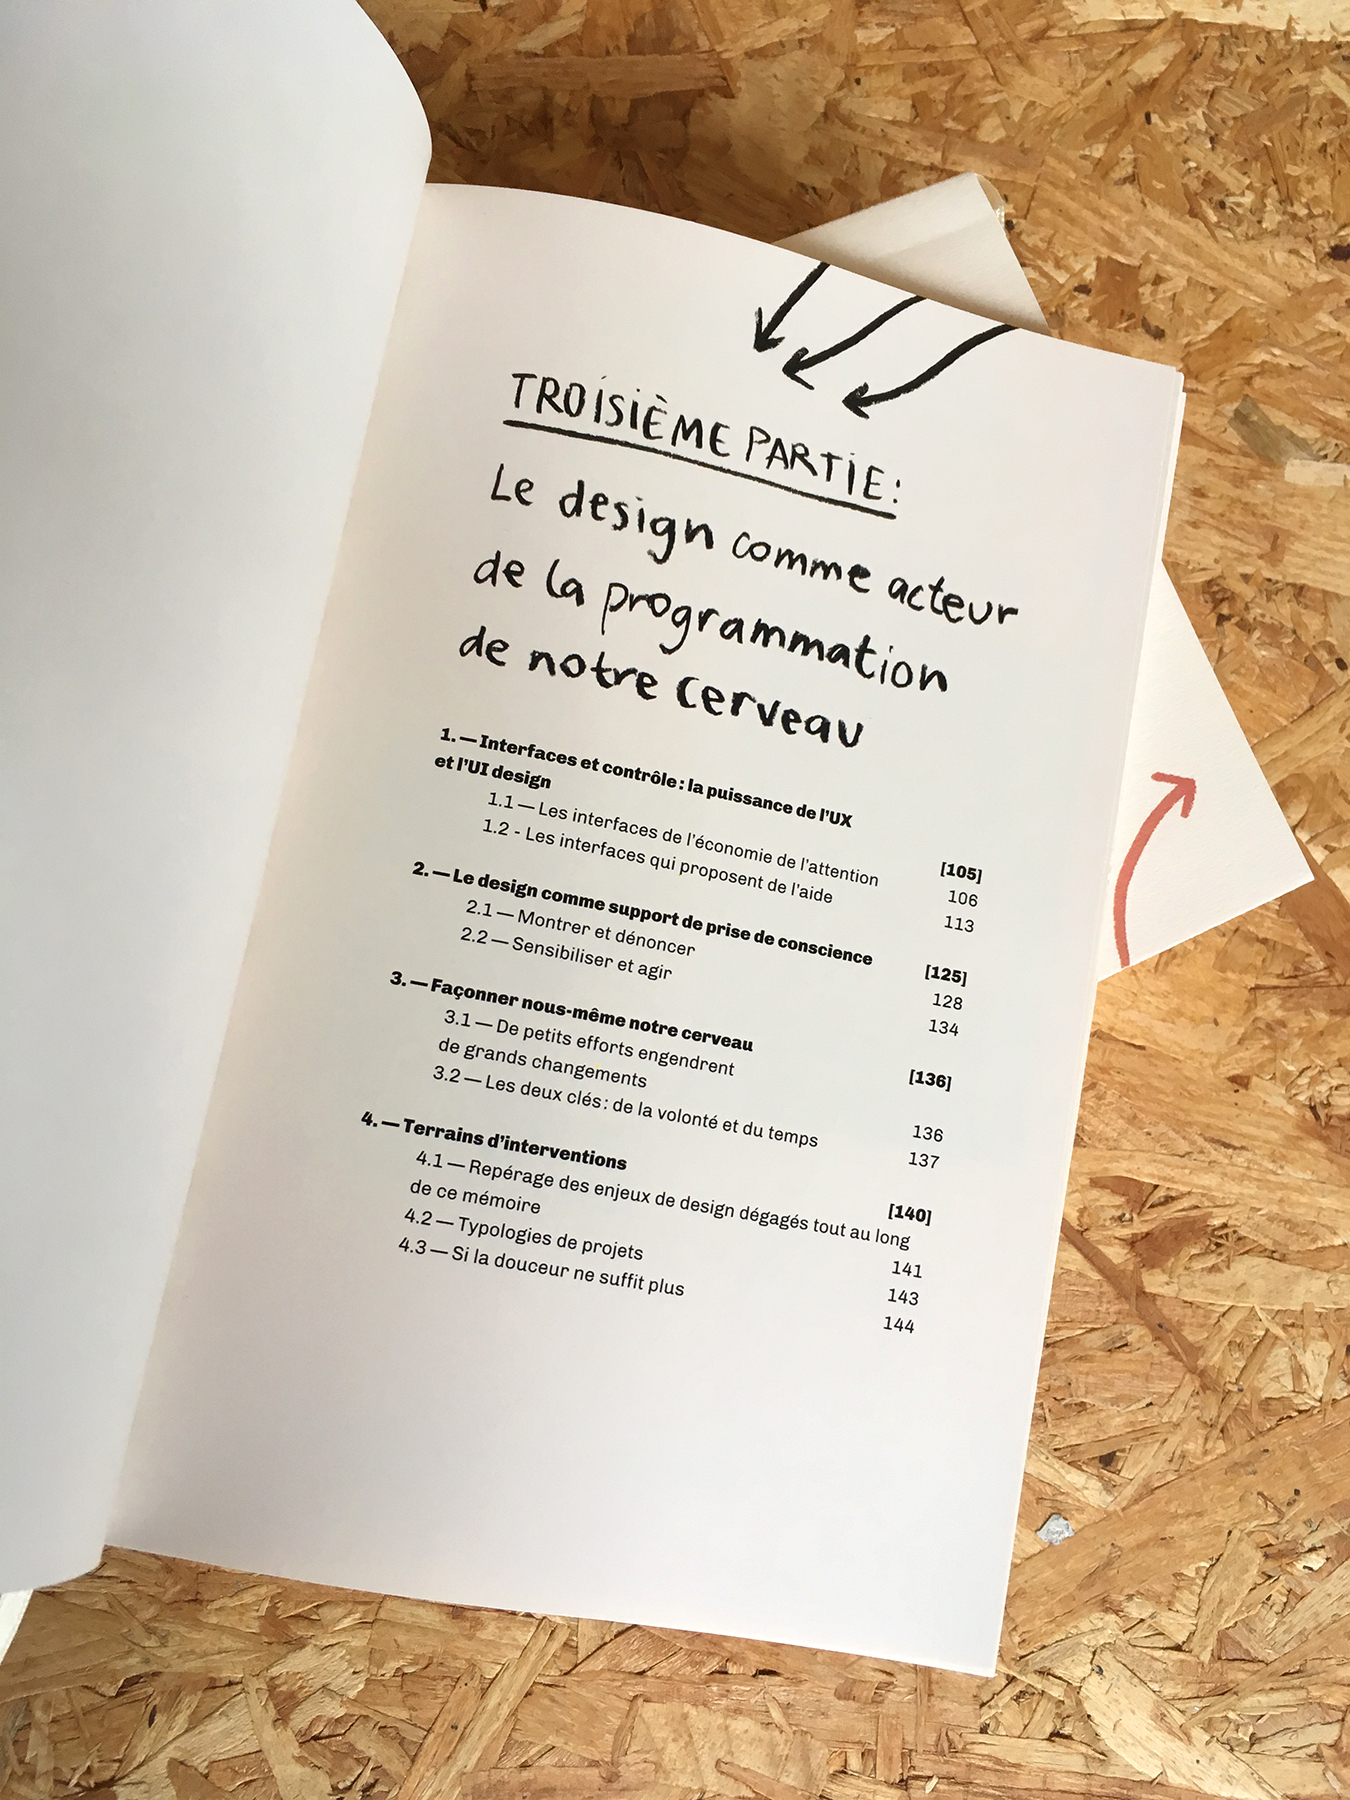 TROISIÈME PARTIE:
Le design comme acteur
de la programmation
de notre cerveau
1. — Interfaces et contrôle : la puissance de l'UX
et l'UI design [105]
1.1 — Les interfaces de l'économie de l'attention 106
1.2 - Les interfaces qui proposent de l'aide 113
2. — Le design comme support de prise de conscience [125]
2.1 — Montrer et dénoncer 128
2.2 — Sensibiliser et agir 134
3. — Façonner nous-même notre cerveau [136]
3.1 — De petits efforts engendrent
de grands changements 136
3.2 — Les deux clés : de la volonté et du temps 137
4. — Terrains d'interventions [140]
4.1 — Repérage des enjeux de design dégagés tout au long
de ce mémoire 141
4.2 — Typologies de projets 143
4.3 — Si la douceur ne suffit plus 144